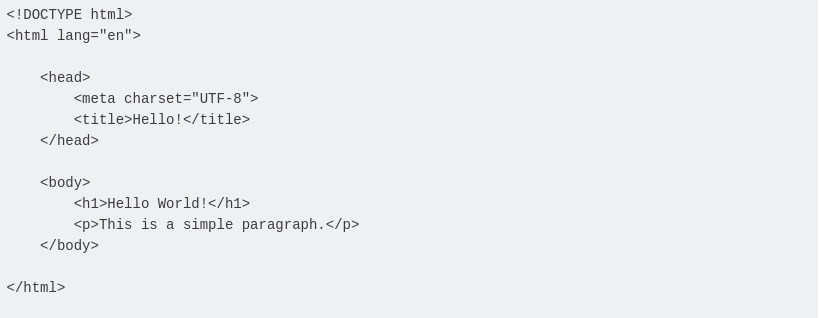 <!DOCTYPE html>
<html lang="en">
<head>
<meta charset="UTF-8">
<title>Hello!</title>
</head>
<body>
<h1>Hello World!</h1>
<p>This is a simple paragraph.</p>
</body>
</html>